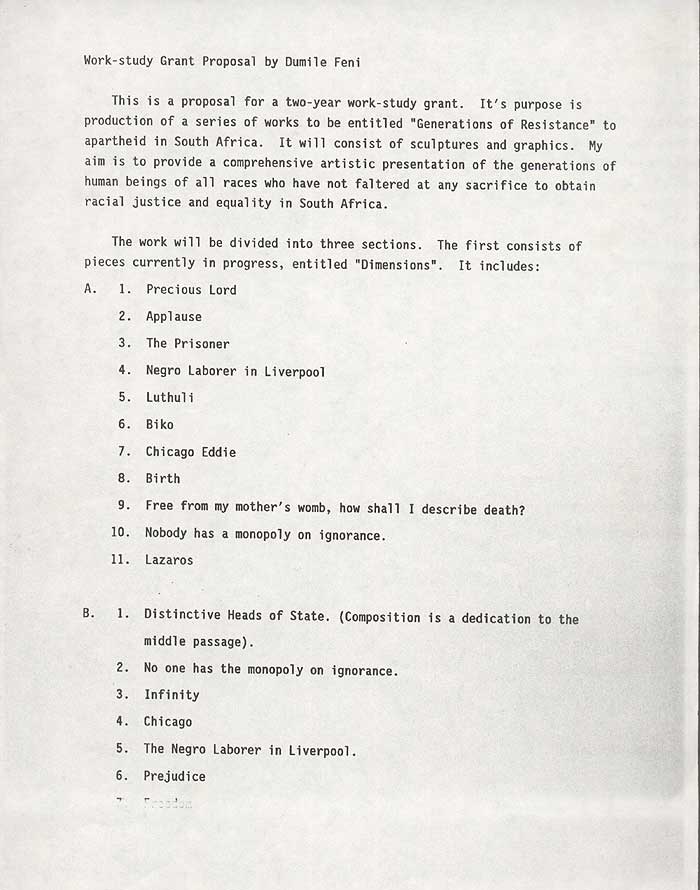 Work-study Grant Proposal by Dumile Feni
This is a proposal for a two-year work-study grant. It's purpose is
production of a series of works to be entitled "Generations of Resistance" to
apartheid in South Africa. It will consist of sculptures and graphics. My
aim is to provide a comprehensive artistic presentation of the generations of
human beings of all races who have not faltered at any sacrifice to obtain
racial justice and equality in South Africa.
The work will be divided into three sections. The first consists of
pieces currently in progress, entitled "Dimensions". It includes:
A. 1. Precious Lord
2. Applause
3. The Prisoner
4. Negro Laborer in Liverpool
5. Luthuli
6. Biko
7. Chicago Eddie
8. Birth
9. Free from my mother's womb, how shall I describe death?
10. Nobody has a monopoly on ignorance.
11. Lazaros
B. 1. Distinctive Heads of State. (Composition is a dedication to the
middle passage).
2. No one has the monopoly on ignorance.
3. Infinity
4. Chicago
5. The Negro Laborer in Liverpool.
6. Prejudice
Freedom